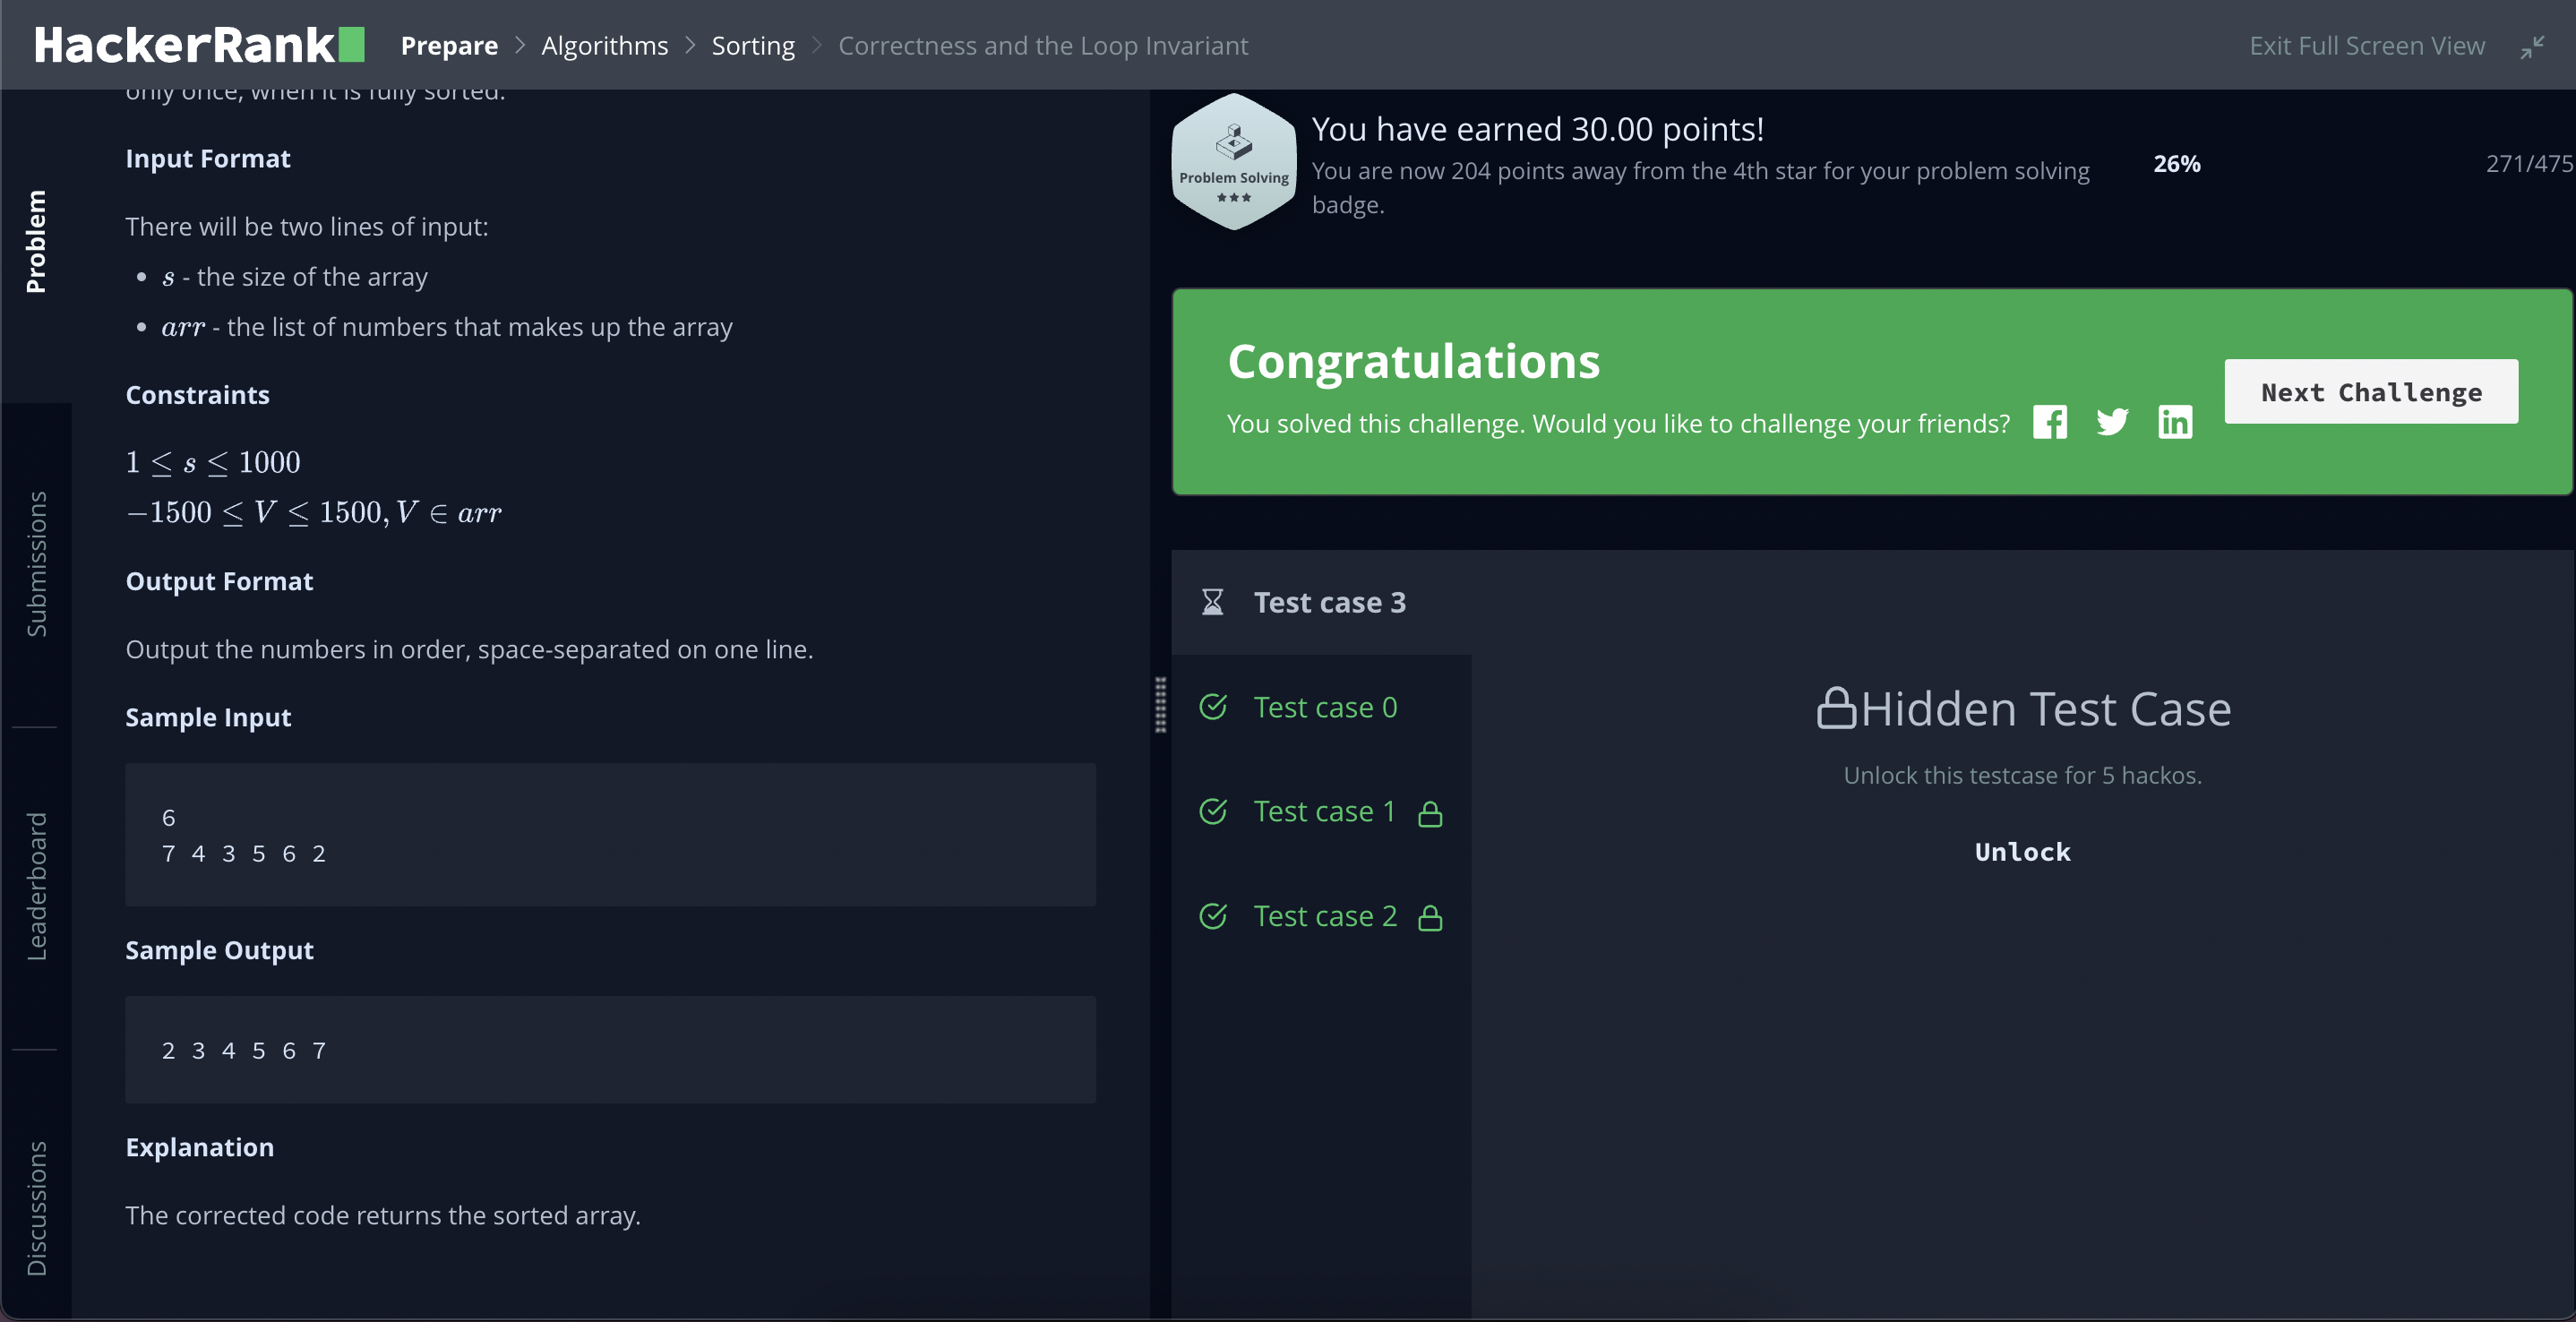 HackerRank Prepare > Algorithms > Sorting > Correctness and the Loop Invariant Exit Full Screen View
only once, when it is fully sorted.
Input Format
There will be two lines of input:
• s - the size of the array
• arr - the list of numbers that makes up the array
Constraints
1 ≤ s ≤ 1000
−1500 ≤ V ≤ 1500, V ∈ arr
Output Format
Output the numbers in order, space-separated on one line.
Sample Input
6
7 4 3 5 6 2
Sample Output
2 3 4 5 6 7
Explanation
The corrected code returns the sorted array.
Problem
Submissions
Leaderboard
Discussions
Problem Solving
You have earned 30.00 points!
You are now 204 points away from the 4th star for your problem solving
badge.
26% 271/475
Congratulations
You solved this challenge. Would you like to challenge your friends?
Next Challenge
Test case 3
Test case 0
Test case 1
Test case 2
Hidden Test Case
Unlock this testcase for 5 hackos.
Unlock